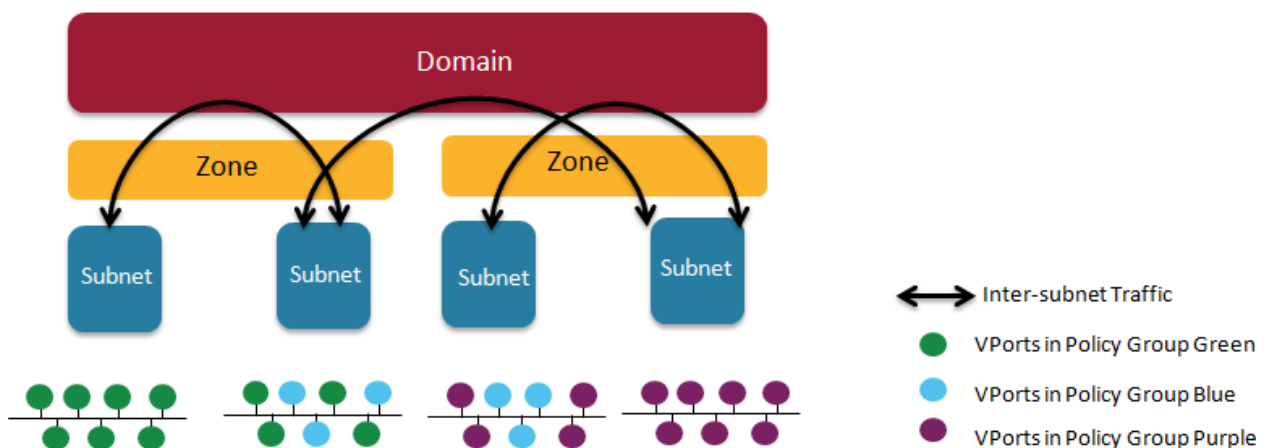 Domain
Zone
Zone
Subnet
Subnet
Subnet
Subnet
Inter-subnet Traffic
VPorts in Policy Group Green
VPorts in Policy Group Blue
VPorts in Policy Group Purple